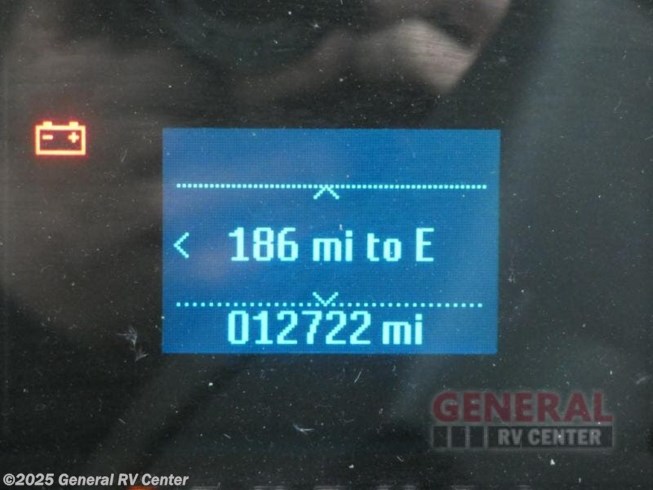 186 mi to E
012722 mi
GENERAL
RV CENTER
©2025 General RV Center